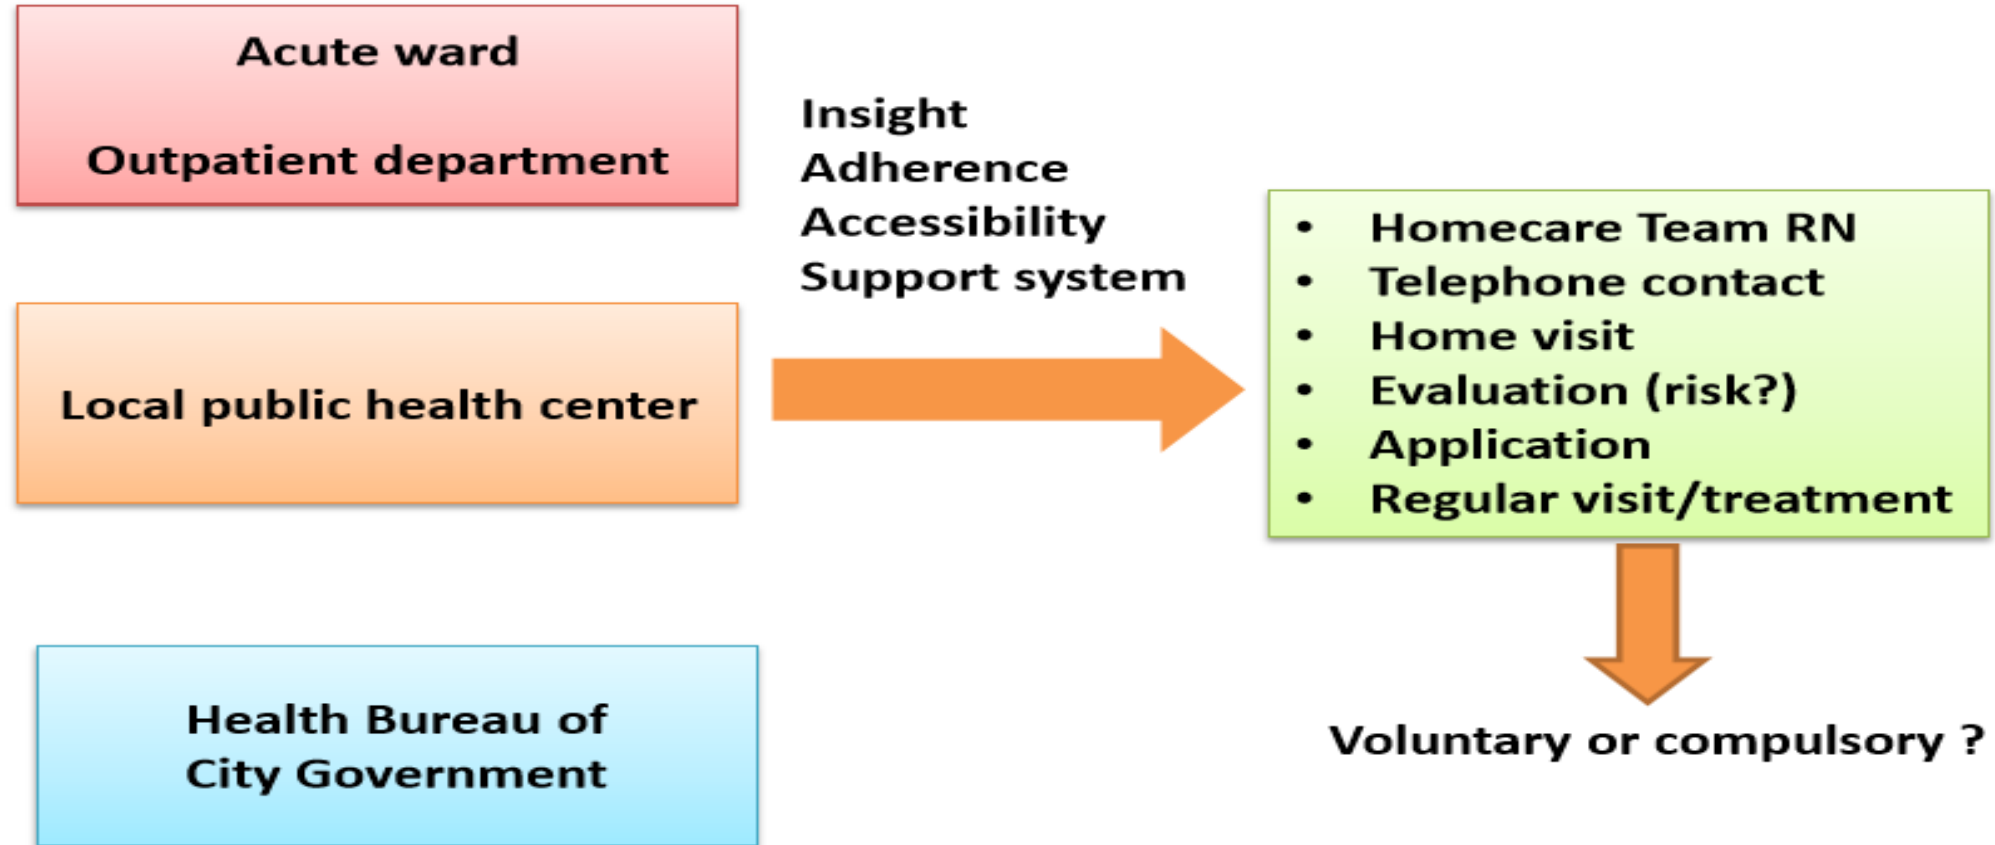 Acute ward
Outpatient department
Insight
Adherence
Accessibility
Support system
Local public health center
Health Bureau of
City Government
• Homecare Team RN
• Telephone contact
• Home visit
• Evaluation (risk?)
• Application
• Regular visit/treatment
Voluntary or compulsory ?